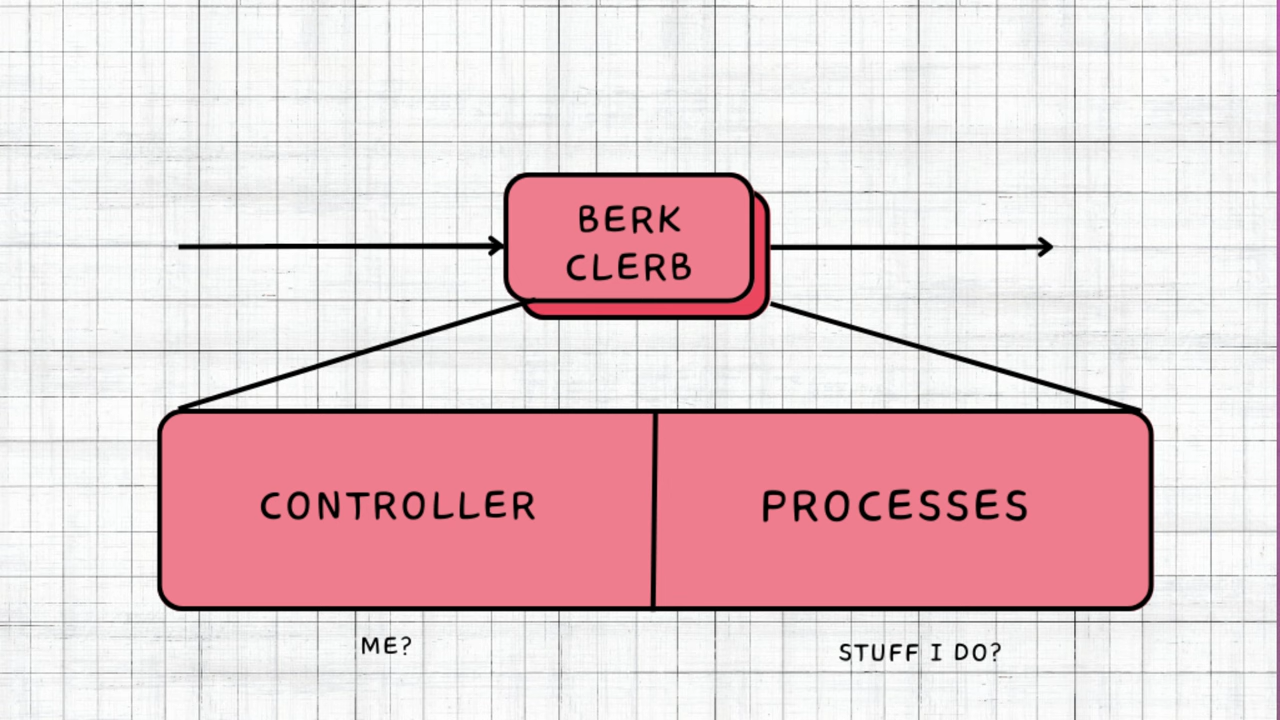 BERK
CLERB
CONTROLLER
PROCESSES
ME?
STUFF I DO?